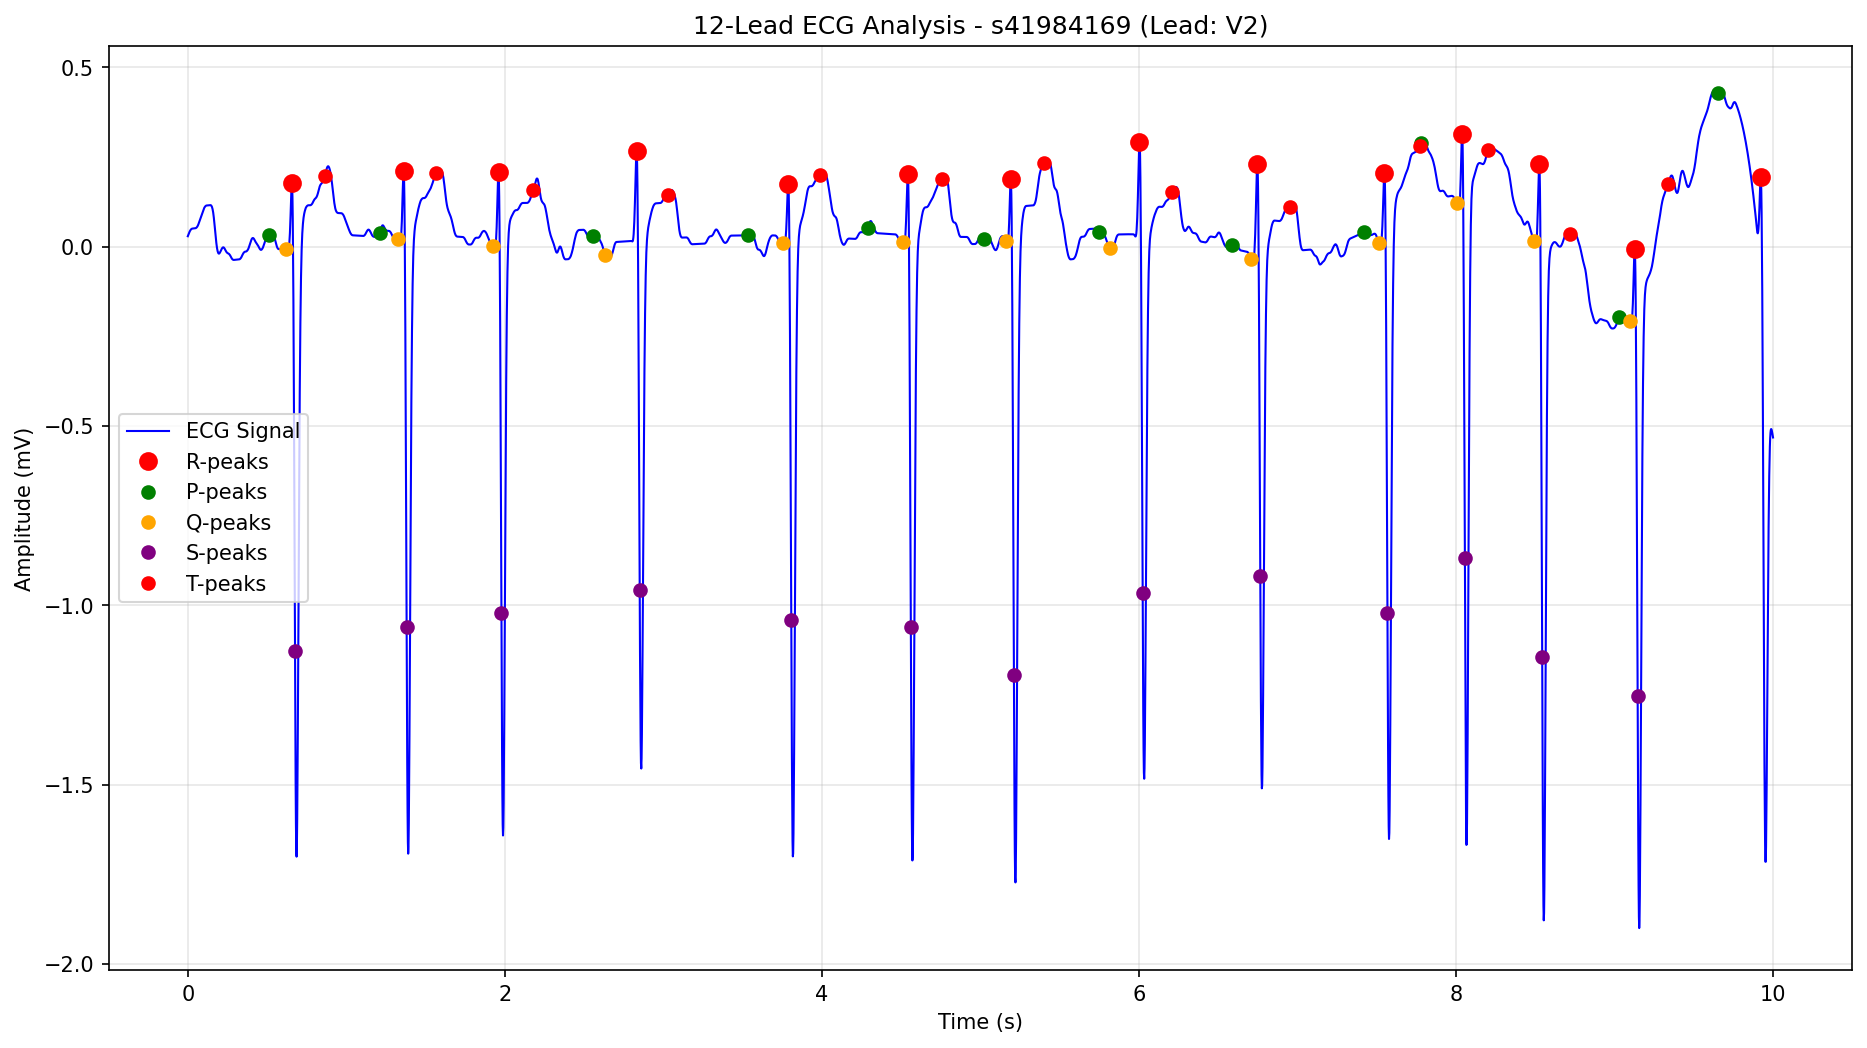 12-Lead ECG Analysis - s41984169 (Lead: V2)
Amplitude (mV)
0.5
0.0
−0.5
−1.0
−1.5
−2.0
ECG Signal
R-peaks
P-peaks
Q-peaks
S-peaks
T-peaks
0 2 4 6 8 10
Time (s)